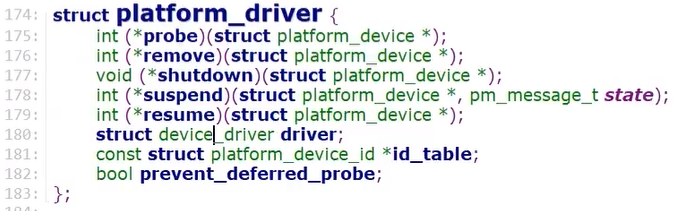 174: struct platform_driver {
175: int (*probe)(struct platform_device *);
176: int (*remove)(struct platform_device *);
177: void (*shutdown)(struct platform_device *);
178: int (*suspend)(struct platform_device *, pm_message_t state);
179: int (*resume)(struct platform_device *);
180: struct device_driver driver;
181: const struct platform_device_id *id_table;
182: bool prevent_deferred_probe;
183: };